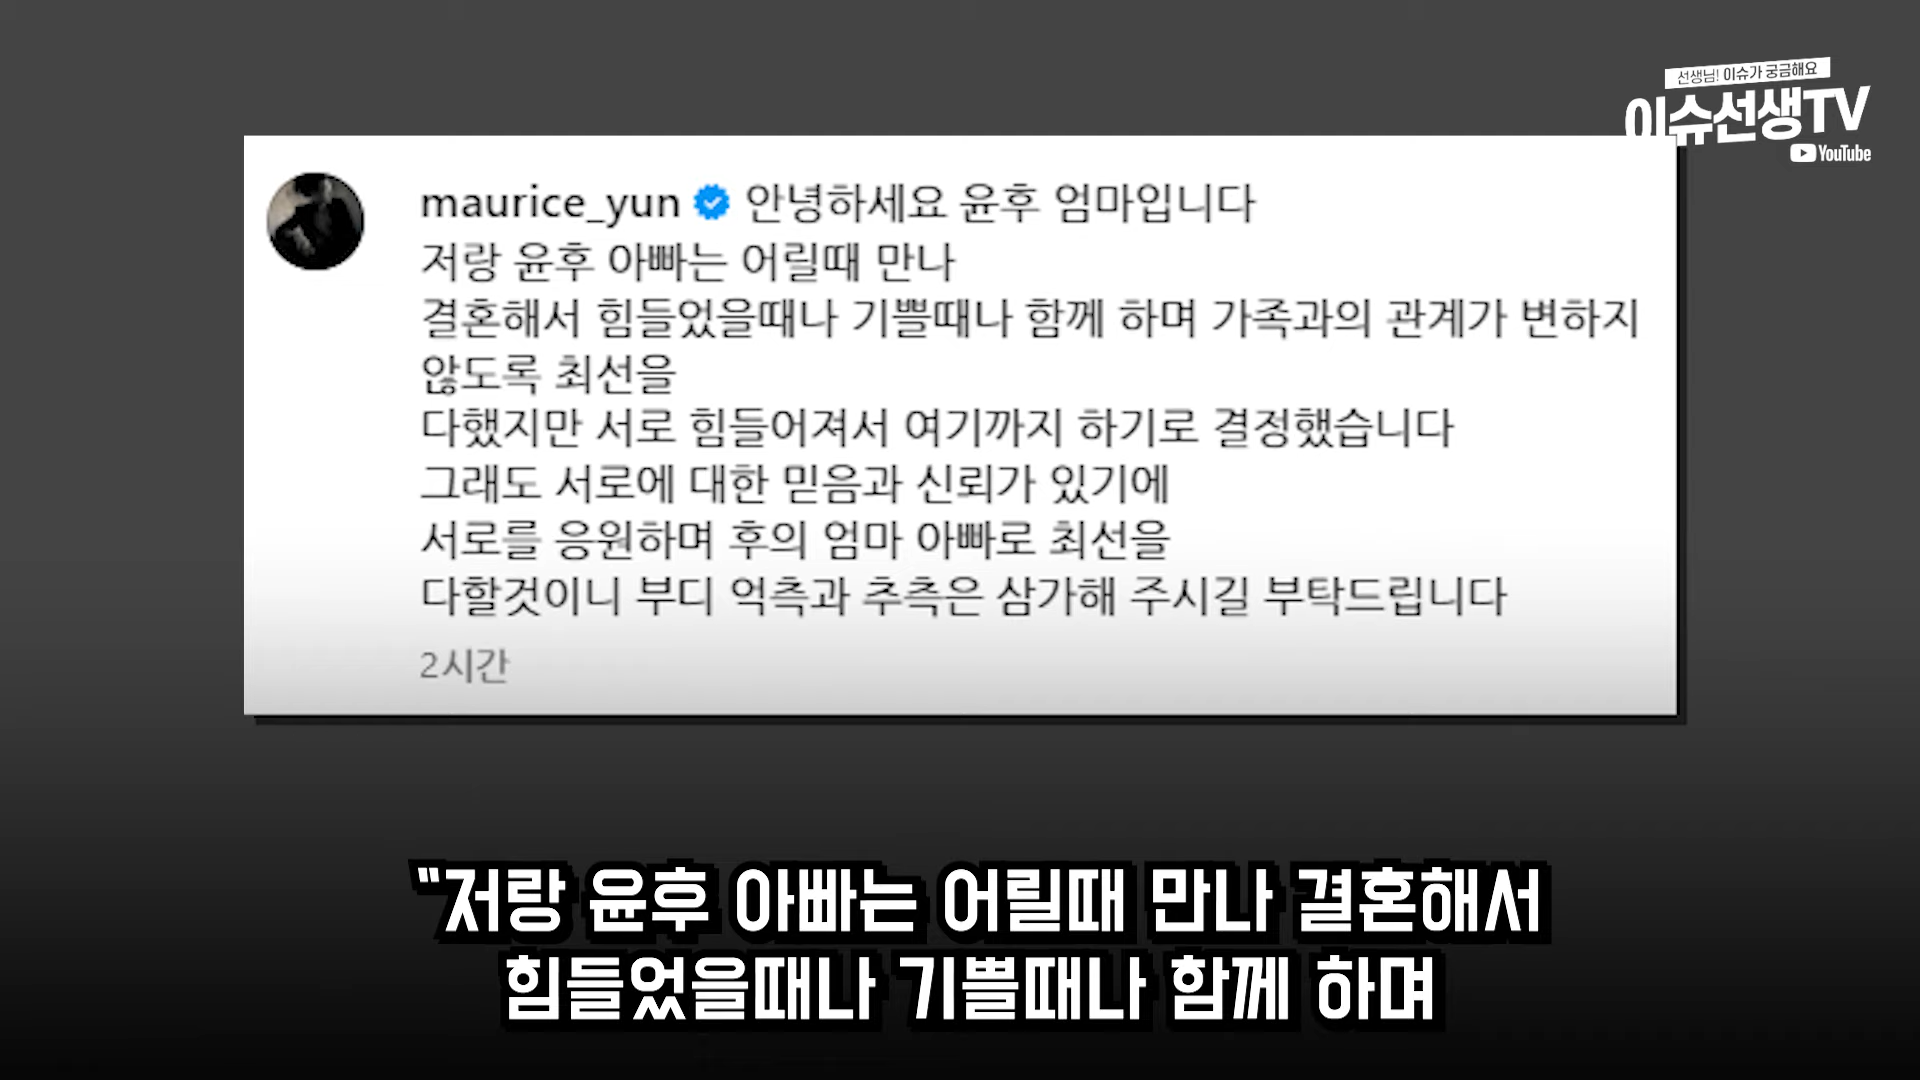 선생님! 이슈가 궁금해요
이슈선생TV
YouTube
maurice_yun 안녕하세요 윤후 엄마입니다
저랑 윤후 아빠는 어릴때 만나
결혼해서 힘들었을때나 기쁠때나 함께 하며 가족과의 관계가 변하지
않도록 최선을
다했지만 서로 힘들어져서 여기까지 하기로 결정했습니다
그래도 서로에 대한 믿음과 신뢰가 있기에
서로를 응원하며 후의 엄마 아빠로 최선을
다할것이니 부디 억측과 추측은 삼가해 주시길 부탁드립니다
2시간
"저랑 윤후 아빠는 어릴때 만나 결혼해서
힘들었을때나 기쁠때나 함께 하며